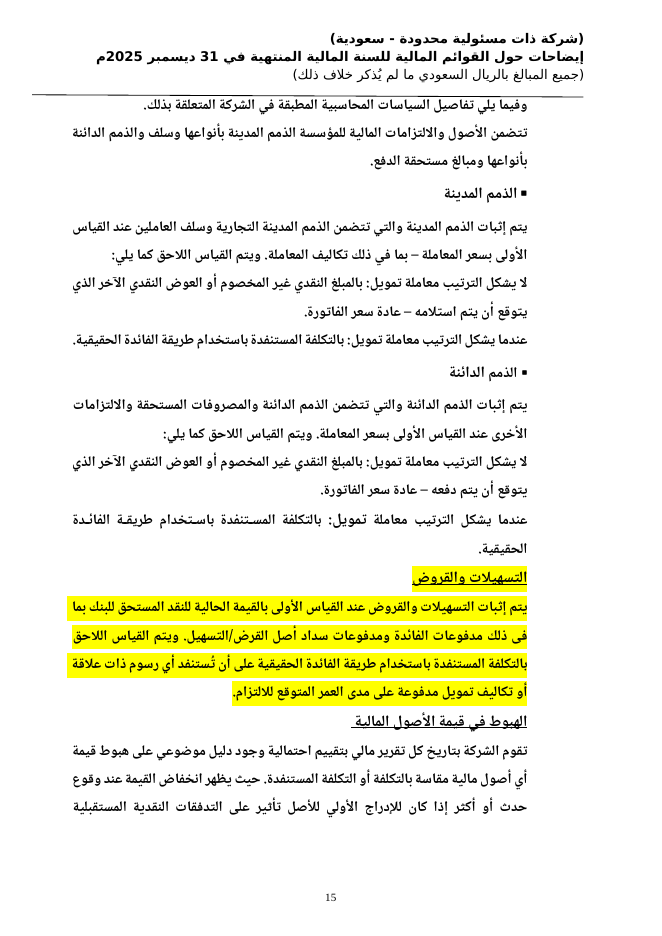 (شركة ذات مسئولية محدودة - سعودية)
إيضاحات حول القوائم المالية للسنة المالية المنتهية في 31 ديسمبر 2025م
(جميع المبالغ بالريال السعودي ما لم يُذكر خلاف ذلك)
وفيما يلي تفاصيل السياسات المحاسبية المطبقة في الشركة المتعلقة بذلك.
تتضمن الأصول والالتزامات المالية للمؤسسة الذمم المدينة بأنواعها وسلف والذمم الدائنة
بأنواعها ومبالغ مستحقة الدفع.
▪ الذمم المدينة
يتم إثبات الذمم المدينة والتي تتضمن الذمم المدينة التجارية وسلف العاملين عند القياس
الأولى بسعر المعاملة – بما في ذلك تكاليف المعاملة. ويتم القياس اللاحق كما يلي:
لا يشكل الترتيب معاملة تمويل: بالمبلغ النقدي غير المخصوم أو العوض النقدي الآخر الذي
يتوقع أن يتم استلامه – عادة سعر الفاتورة.
عندما يشكل الترتيب معاملة تمويل: بالتكلفة المستنفدة باستخدام طريقة الفائدة الحقيقية.
▪ الذمم الدائنة
يتم إثبات الذمم الدائنة والتي تتضمن الذمم الدائنة والمصروفات المستحقة والالتزامات
الأخرى عند القياس الأولى بسعر المعاملة. ويتم القياس اللاحق كما يلي:
لا يشكل الترتيب معاملة تمويل: بالمبلغ النقدي غير المخصوم أو العوض النقدي الآخر الذي
يتوقع أن يتم دفعه – عادة سعر الفاتورة.
عندما يشكل الترتيب معاملة تمويل: بالتكلفة المستنفدة باستخدام طريقة الفائدة
الحقيقية.
التسهيلات والقروض
يتم إثبات التسهيلات والقروض عند القياس الأولى بالقيمة الحالية للنقد المستحق للبنك بما
فى ذلك مدفوعات الفائدة ومدفوعات سداد أصل القرض/التسهيل. ويتم القياس اللاحق
بالتكلفة المستنفدة باستخدام طريقة الفائدة الحقيقية على أن تُستنفد أي رسوم ذات علاقة
أو تكاليف تمويل مدفوعة على مدى العمر المتوقع للالتزام.
الهبوط في قيمة الأصول المالية
تقوم الشركة بتاريخ كل تقرير مالي بتقييم احتمالية وجود دليل موضوعي على هبوط قيمة
أي أصول مالية مقاسة بالتكلفة أو التكلفة المستنفدة. حيث يظهر انخفاض القيمة عند وقوع
حدث أو أكثر إذا كان للإدراج الأولي للأصل تأثير على التدفقات النقدية المستقبلية
15